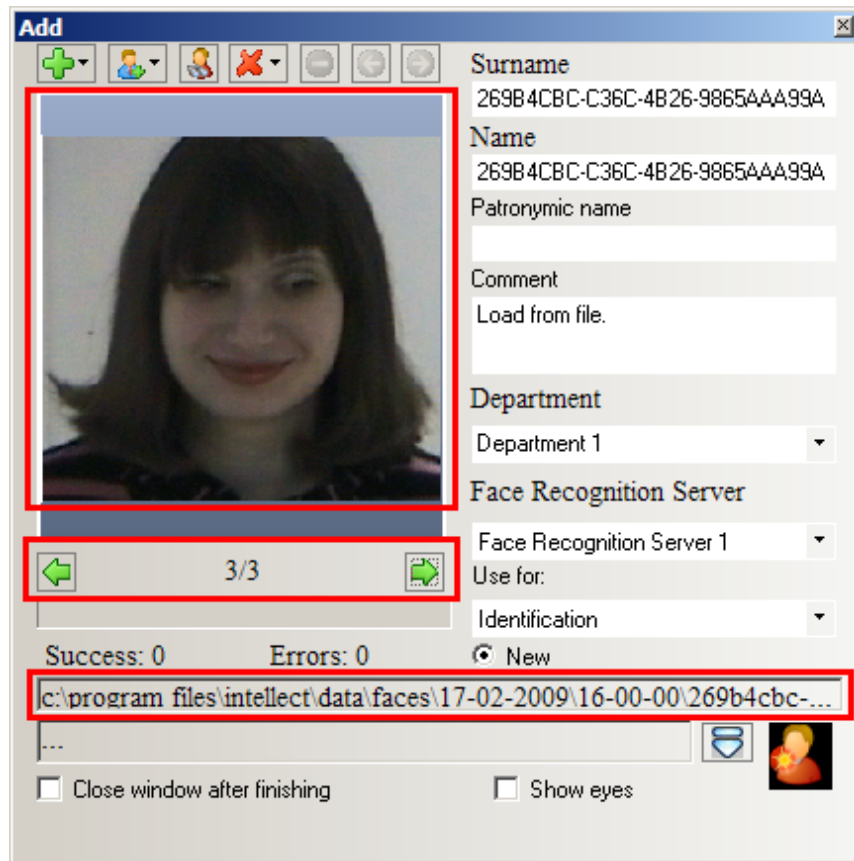 Add
Surname
269B4CBC-C36C-4B26-9865AAA99A
Name
269B4CBC-C36C-4B26-9865AAA99A
Patronymic name
Comment
Load from file.
Department
Department 1
Face Recognition Server
Face Recognition Server 1
3/3
Use for:
Identification
Success: 0 Errors: 0
New
c:\program files\intellect\data\faces\17-02-2009\16-00-00\269b4cbc-...
...
Close window after finishing Show eyes